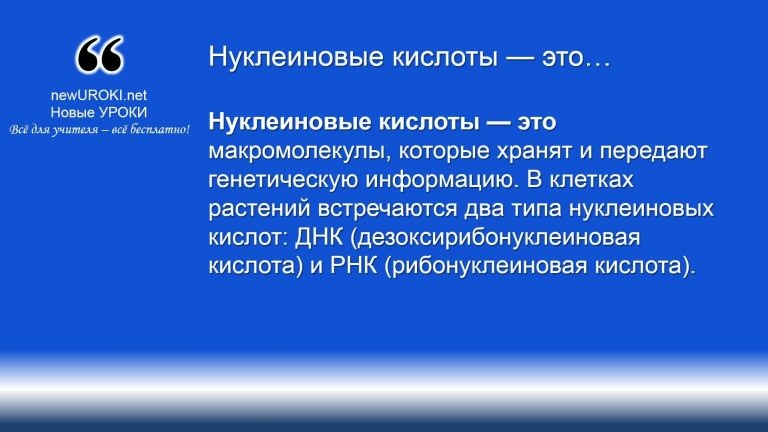 newUROKI.net
Новые УРОКИ
Всё для учителя – всё бесплатно!
Нуклеиновые кислоты — это…
Нуклеиновые кислоты — это
макромолекулы, которые хранят и передают
генетическую информацию. В клетках
растений встречаются два типа нуклеиновых
кислот: ДНК (дезоксирибонуклеиновая
кислота) и РНК (рибонуклеиновая кислота).